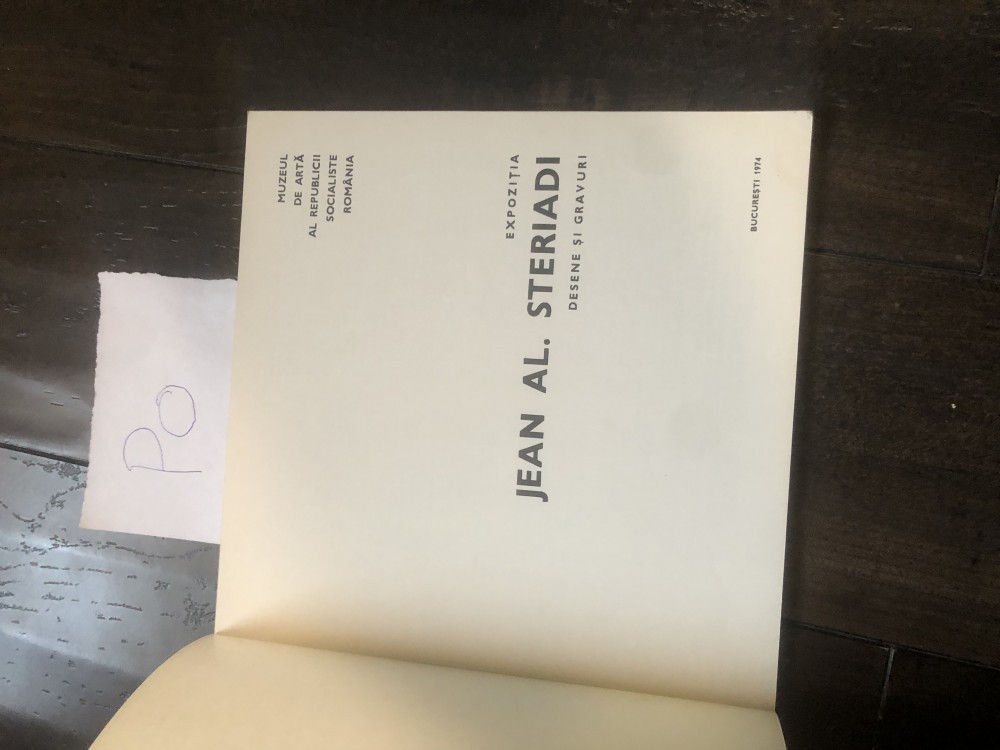 MUZEUL
DE ARTĂ
AL REPUBLICII
SOCIALISTE
ROMÂNIA
EXPOZIȚIA
JEAN AL. STERIADI
DESENE ȘI GRAVURI
BUCUREȘTI 1974
PO